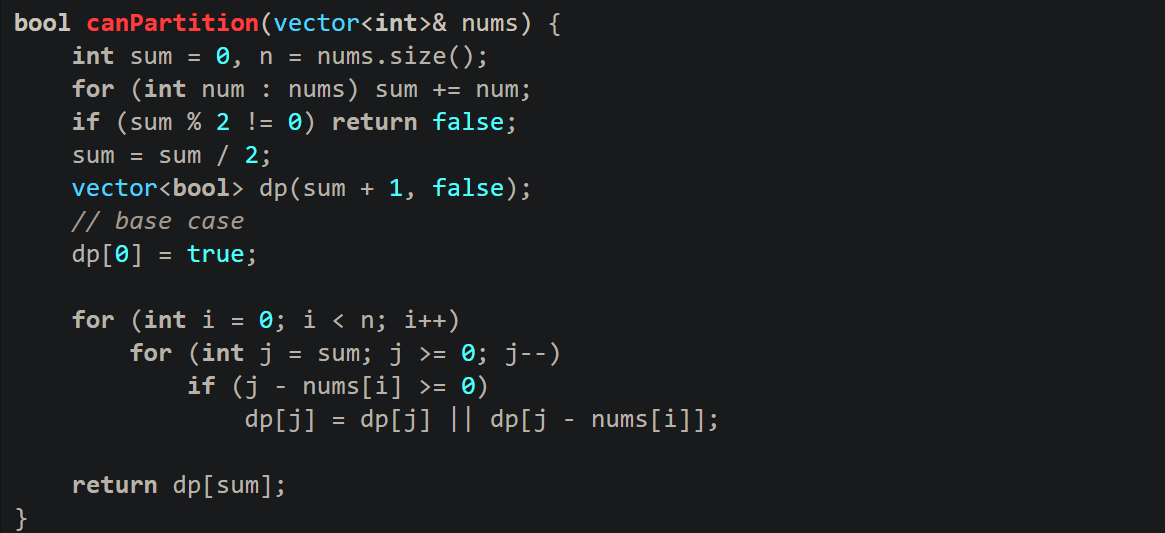 bool canPartition(vector<int>& nums) {
    int sum = 0, n = nums.size();
    for (int num : nums) sum += num;
    if (sum % 2 != 0) return false;
    sum = sum / 2;
    vector<bool> dp(sum + 1, false);
    // base case
    dp[0] = true;

    for (int i = 0; i < n; i++)
        for (int j = sum; j >= 0; j--)
            if (j - nums[i] >= 0)
                dp[j] = dp[j] || dp[j - nums[i]];

    return dp[sum];
}